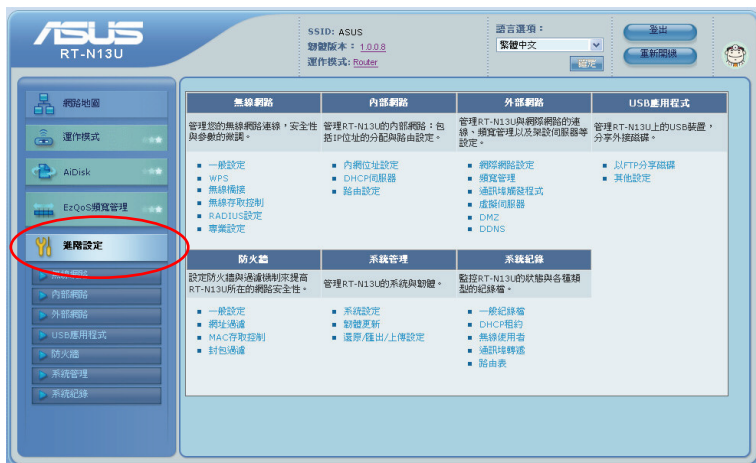 ASUS
RT-N13U
SSID: ASUS
韌體版本： 1.0.0.8
運作模式: Router
語言選項：
繁體中文
確定
登出
重新開機
網路地圖
運作模式
AiDisk
EzQoS頻寬管理
進階設定
無線網路
內部網路
外部網路
USB應用程式
防火牆
系統管理
系統紀錄
無線網路
管理您的無線網路連線，安全性
與參數的微調。
一般設定
WPS
無線橋接
無線存取控制
RADIUS設定
專業設定
內部網路
管理RT-N13U的內部網路：包
括IP位址的分配與路由設定。
內網位址設定
DHCP伺服器
路由設定
外部網路
管理RT-N13U與網際網路的連
線、頻寬管理以及架設伺服器等
設定。
網際網路設定
頻寬管理
通訊埠觸發程式
虛擬伺服器
DMZ
DDNS
USB應用程式
管理RT-N13U上的USB裝置，
分享外接磁碟。
以FTP分享磁碟
其他設定
防火牆
設定防火牆與過濾機制來提高
RT-N13U所在的網路安全性。
一般設定
網址過濾
MAC存取控制
封包過濾
系統管理
管理RT-N13U的系統與韌體。
系統設定
韌體更新
還原/匯出/上傳設定
系統紀錄
監控RT-N13U的狀態與各種類
型的紀錄檔。
一般紀錄檔
DHCP租約
無線使用者
通訊埠轉遞
路由表